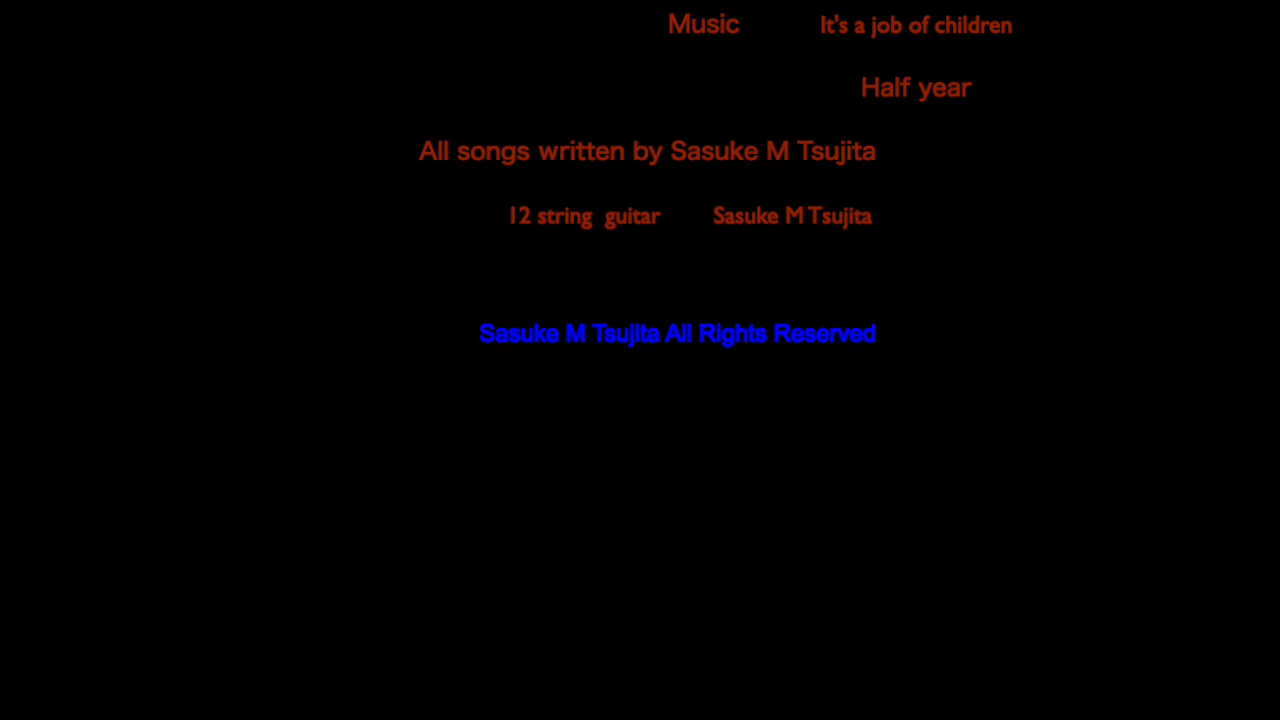 Music It's a job of children
Half year
All songs written by Sasuke M Tsujita
12 string guitar Sasuke M Tsujita
Sasuke M Tsujita All Rights Reserved